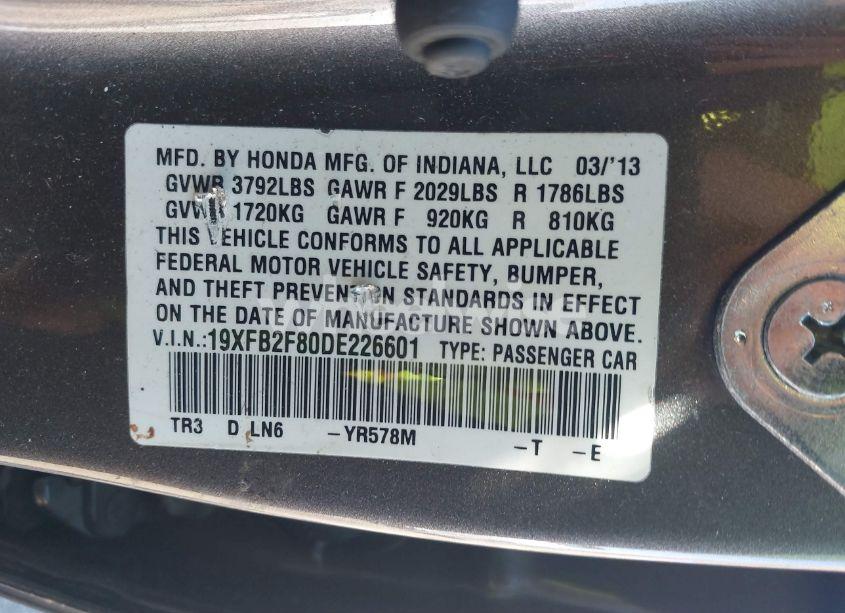 MFD. BY HONDA MFG. OF INDIANA, LLC 03/'13
GVWR 3792LBS GAWR F 2029LBS R 1786LBS
GVWR 1720KG GAWR F 920KG R 810KG
THIS VEHICLE CONFORMS TO ALL APPLICABLE
FEDERAL MOTOR VEHICLE SAFETY, BUMPER,
AND THEFT PREVENTION STANDARDS IN EFFECT
ON THE DATE OF MANUFACTURE SHOWN ABOVE.
V.I.N.:19XFB2F80DE226601 TYPE: PASSENGER CAR
TR3 D LN6 -YR578M -T -E